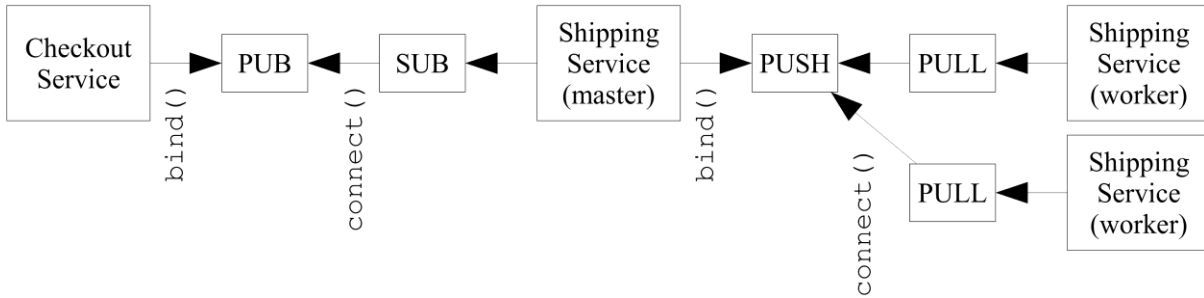 Checkout
Service
PUB
SUB
Shipping
Service
(master)
PUSH
PULL
Shipping
Service
(worker)
bind()
connect()
bind()
connect()
PULL
Shipping
Service
(worker)